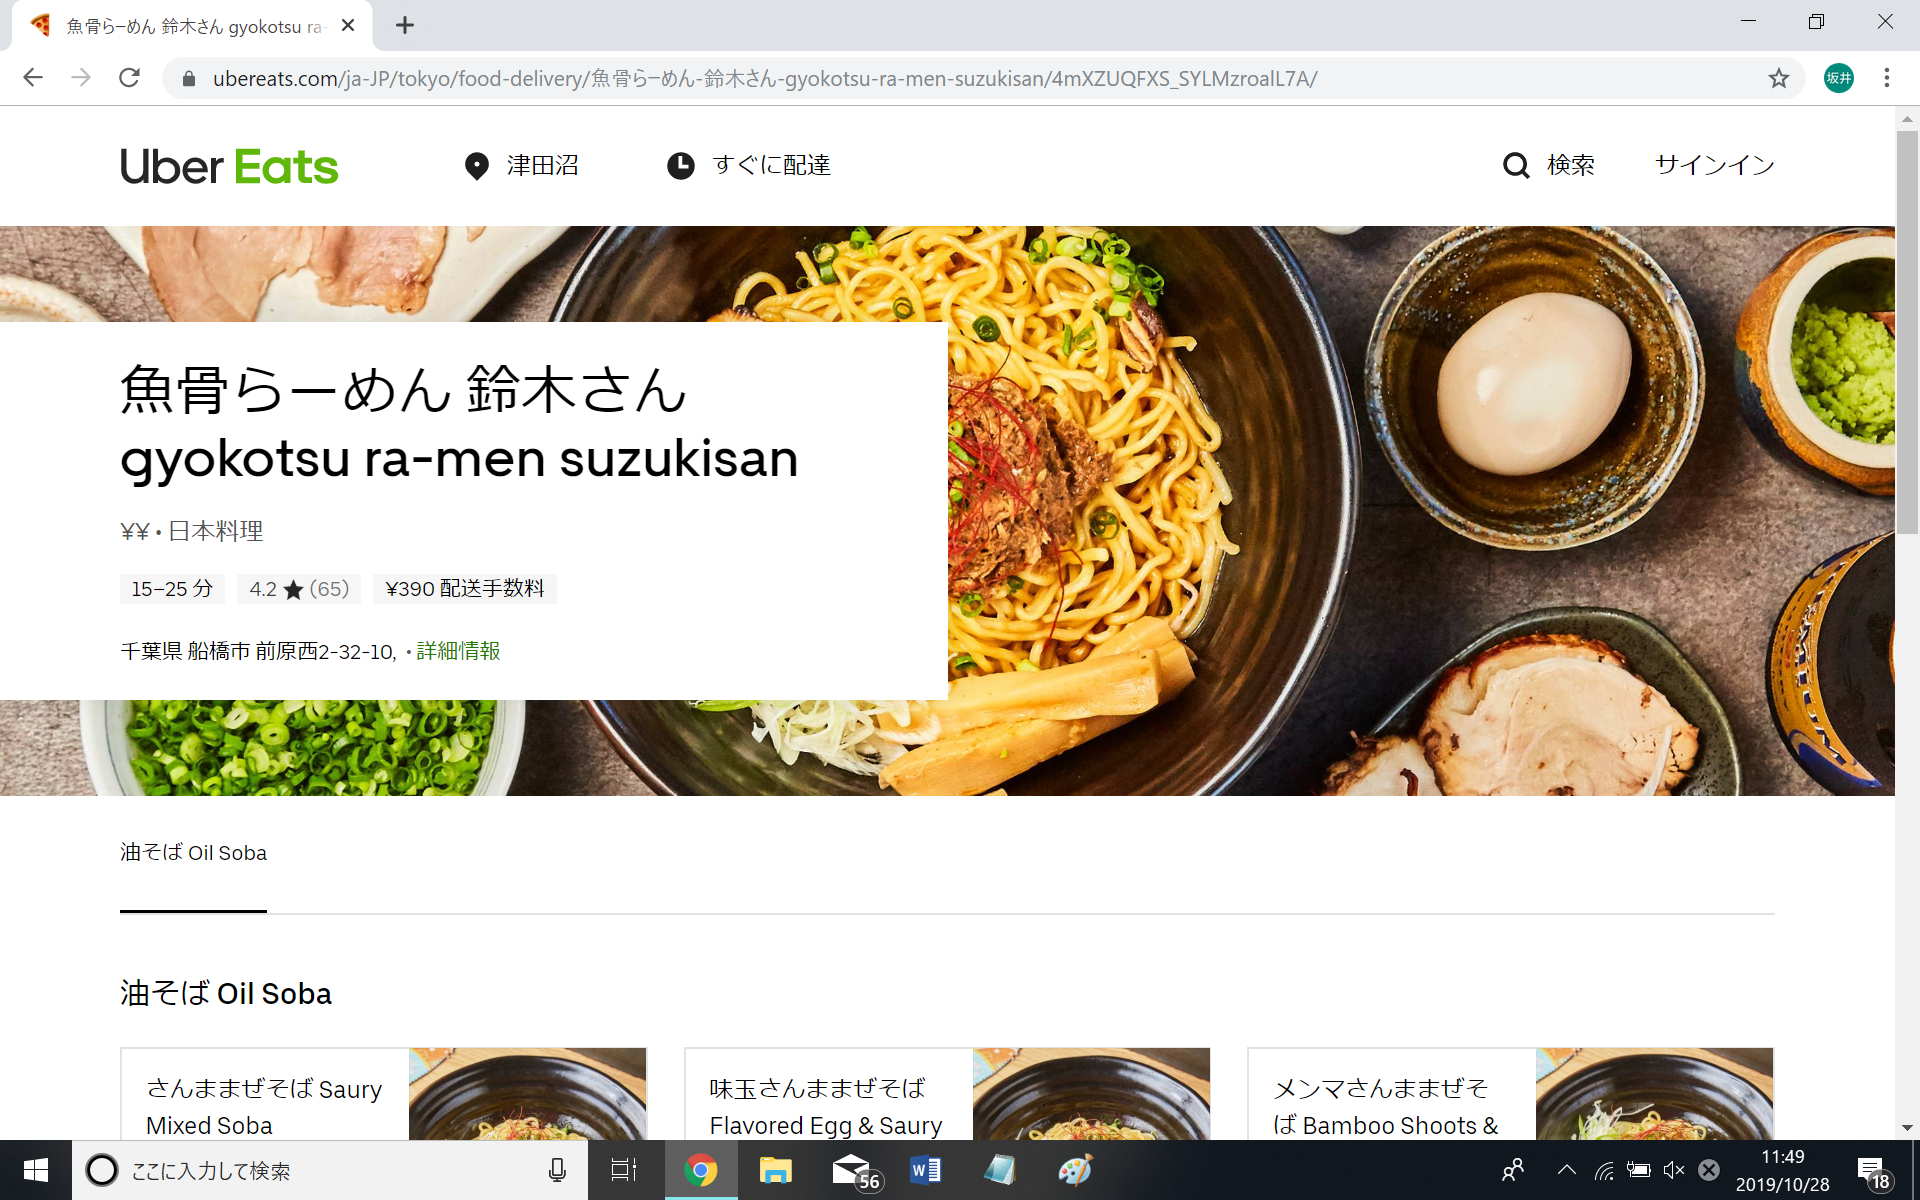 魚骨らーめん 鈴木さん gyokotsu ra-
ubereats.com/ja-JP/tokyo/food-delivery/魚骨らーめん-鈴木さん-gyokotsu-ra-men-suzukisan/4mXZUQFXS_SYLMzroalL7A/
坂井
Uber Eats
津田沼
すぐに配達
検索
サインイン
魚骨らーめん 鈴木さん
gyokotsu ra-men suzukisan
¥¥ • 日本料理
15–25 分
4.2 ★ (65)
¥390 配送手数料
千葉県 船橋市 前原西2-32-10, • 詳細情報
油そば Oil Soba
油そば Oil Soba
さんままぜそば Saury
Mixed Soba
味玉さんままぜそば
Flavored Egg & Saury
メンマさんままぜそ
ば Bamboo Shoots &
ここに入力して検索
56
W
11:49
2019/10/28
18